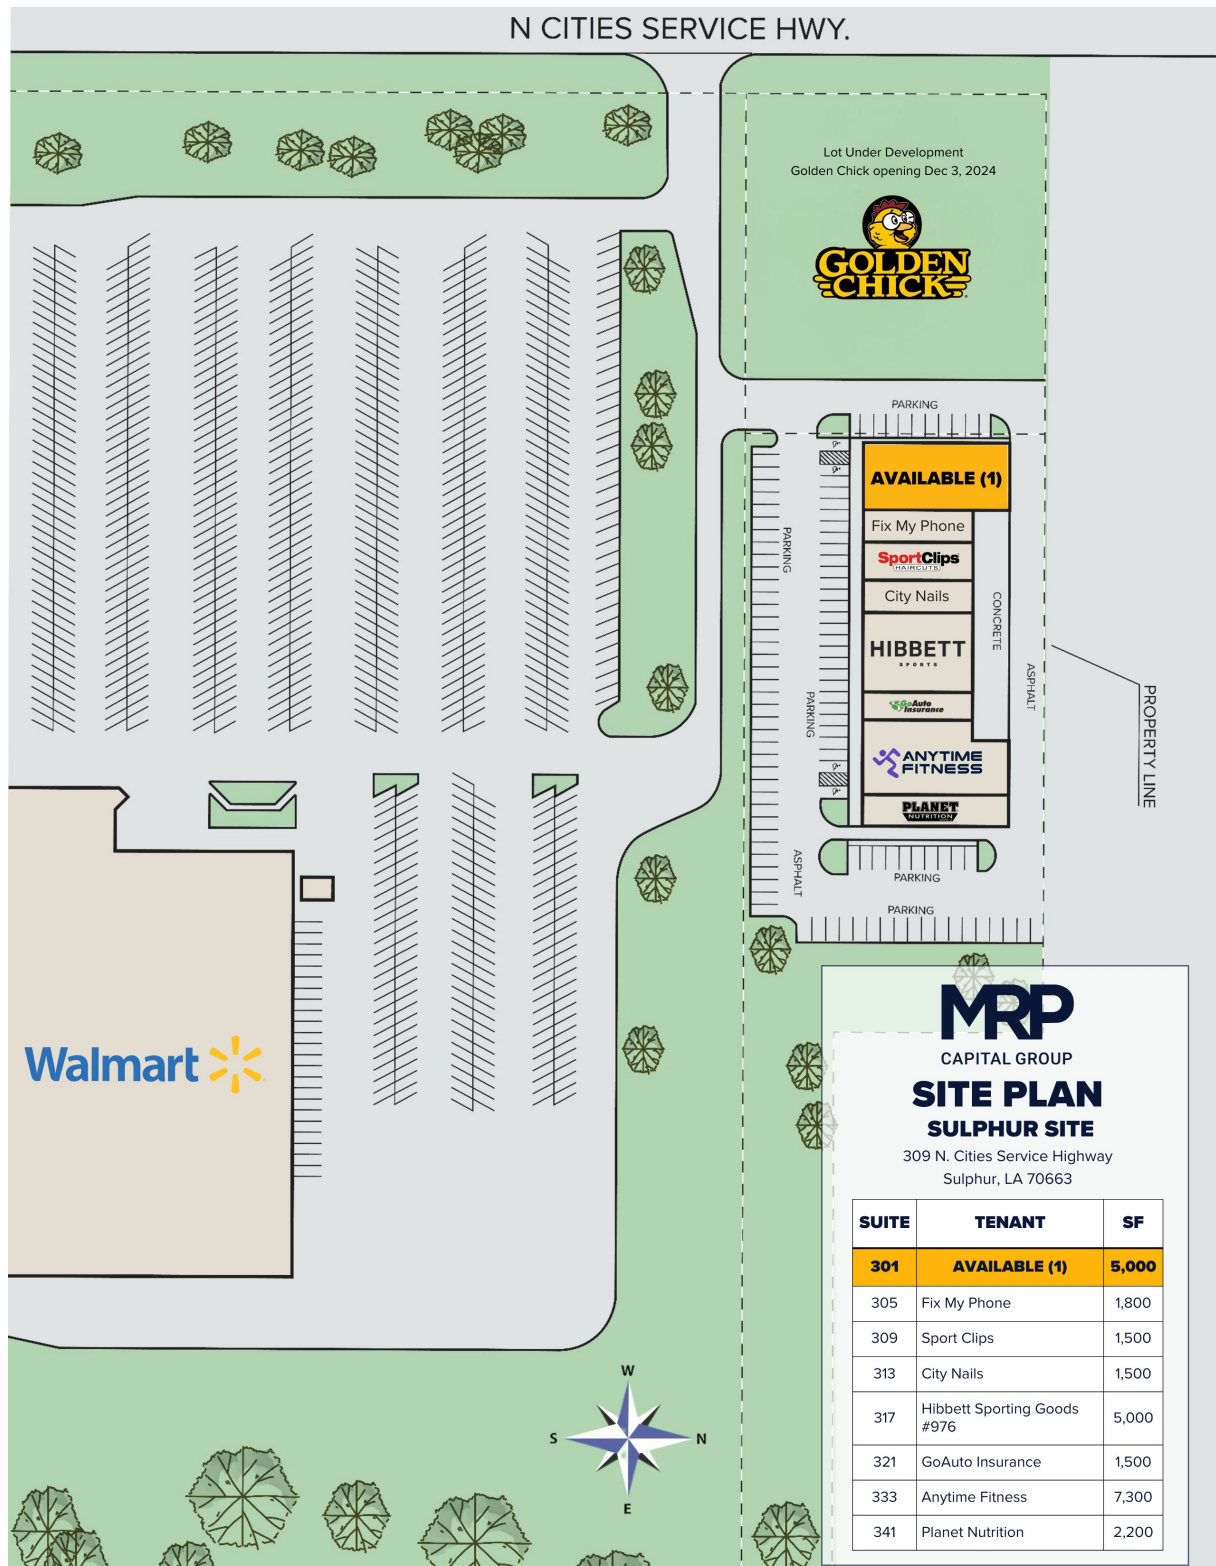 N CITIES SERVICE HWY.
Lot Under Development
Golden Chick opening Dec 3, 2024
GOLDEN
CHICK
PARKING
AVAILABLE (1)
Fix My Phone
SportClips
HAIRCUTS
City Nails
HIBBETT
SPORTS
GoAuto
Insurance
ANYTIME
FITNESS
PLANET
NUTRITION
PARKING
PARKING
CONCRETE
ASPHALT
PROPERTY LINE
ASPHALT
PARKING
PARKING
Walmart
MRP
CAPITAL GROUP
SITE PLAN
SULPHUR SITE
309 N. Cities Service Highway
Sulphur, LA 70663
SUITE TENANT SF
301 AVAILABLE (1) 5,000
305 Fix My Phone 1,800
309 Sport Clips 1,500
313 City Nails 1,500
317 Hibbett Sporting Goods
#976 5,000
321 GoAuto Insurance 1,500
333 Anytime Fitness 7,300
341 Planet Nutrition 2,200
W
S N
E